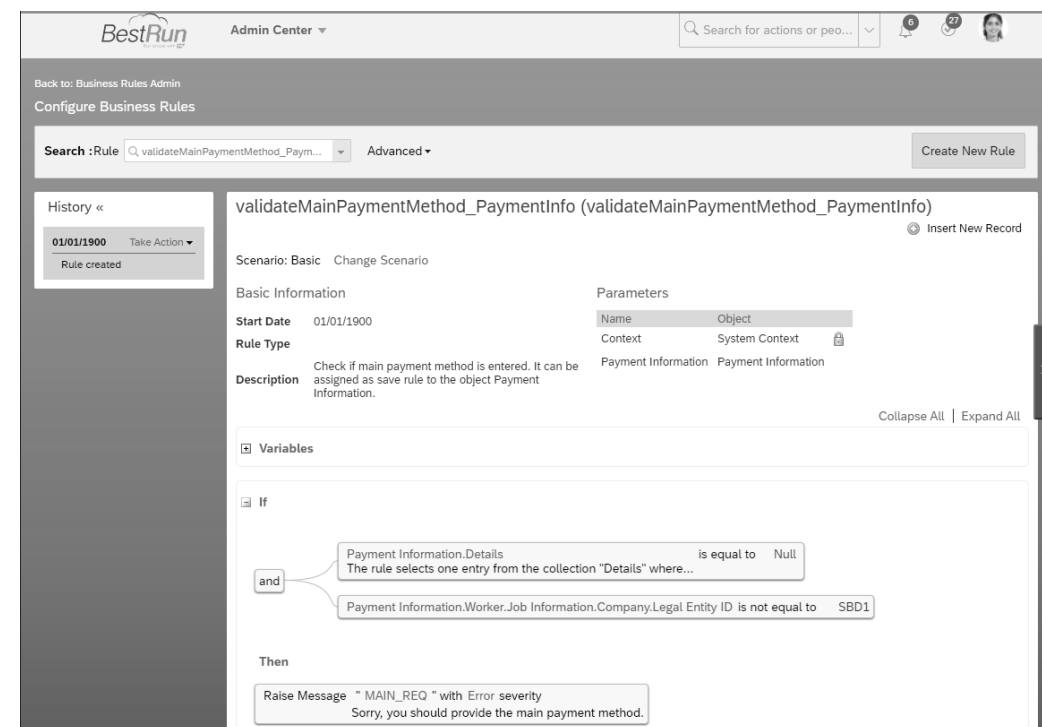 BestRun
Admin Center
Search for actions or peo...
6
27
Back to: Business Rules Admin
Configure Business Rules
Search :Rule validateMainPaymentMethod_Paym... Advanced
Create New Rule
History «
01/01/1900 Take Action
Rule created
validateMainPaymentMethod_PaymentInfo (validateMainPaymentMethod_PaymentInfo)
Insert New Record
Scenario: Basic Change Scenario
Basic Information
Start Date 01/01/1900
Rule Type
Description Check if main payment method is entered. It can be
assigned as save rule to the object Payment
Information.
Parameters
Name Object
Context System Context
Payment Information Payment Information
Collapse All | Expand All
Variables
If
and
Payment Information.Details is equal to Null
The rule selects one entry from the collection "Details" where...
Payment Information.Worker.Job Information.Company.Legal Entity ID is not equal to SBD1
Then
Raise Message " MAIN_REQ " with Error severity
Sorry, you should provide the main payment method.